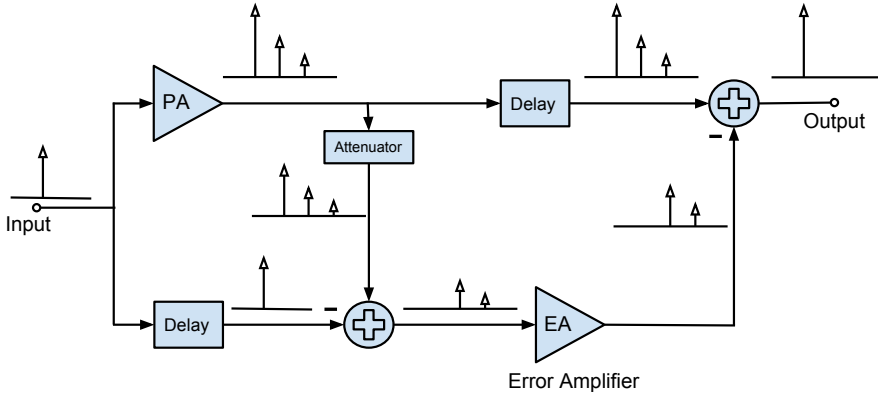 PA
Delay
Output
Attenuator
Input
Delay
EA
Error Amplifier